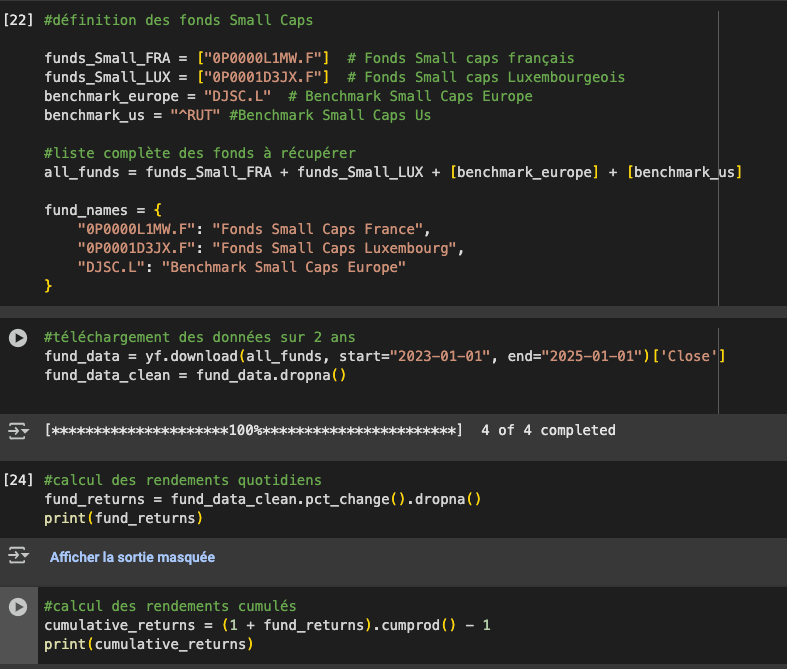 [22] #définition des fonds Small Caps
funds_Small_FRA = ["0P0000L1MW.F"]  # Fonds Small caps français
funds_Small_LUX = ["0P0001D3JX.F"]  # Fonds Small caps Luxembourgeois
benchmark_europe = "DJSC.L"  # Benchmark Small Caps Europe
benchmark_us = "^RUT" #Benchmark Small Caps Us
#liste complète des fonds à récupérer
all_funds = funds_Small_FRA + funds_Small_LUX + [benchmark_europe] + [benchmark_us]
fund_names = {
    "0P0000L1MW.F": "Fonds Small Caps France",
    "0P0001D3JX.F": "Fonds Small Caps Luxembourg",
    "DJSC.L": "Benchmark Small Caps Europe"
}
#téléchargement des données sur 2 ans
fund_data = yf.download(all_funds, start="2023-01-01", end="2025-01-01")['Close']
fund_data_clean = fund_data.dropna()
[*********************100%***********************]  4 of 4 completed
[24] #calcul des rendements quotidiens
fund_returns = fund_data_clean.pct_change().dropna()
print(fund_returns)
Afficher la sortie masquée
#calcul des rendements cumulés
cumulative_returns = (1 + fund_returns).cumprod() - 1
print(cumulative_returns)